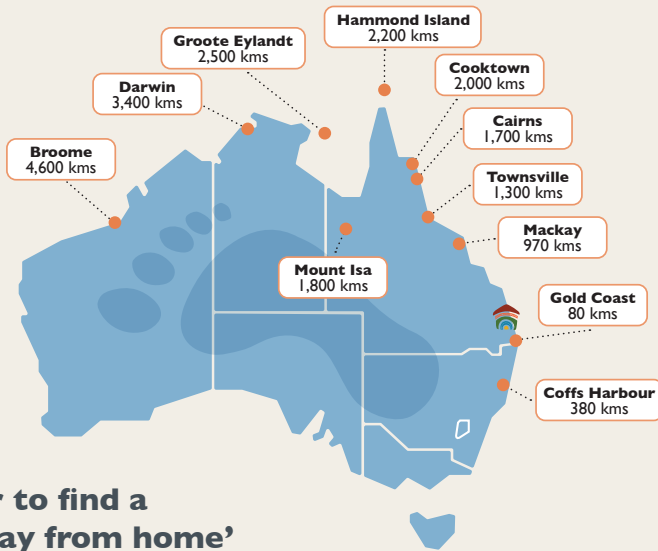 Hammond Island
2,200 kms
Groote Eylandt
2,500 kms
Cooktown
2,000 kms
Darwin
3,400 kms
Cairns
1,700 kms
Broome
4,600 kms
Townsville
1,300 kms
Mackay
970 kms
Mount Isa
1,800 kms
Gold Coast
80 kms
Coffs Harbour
380 kms
r to find a
ay from home’